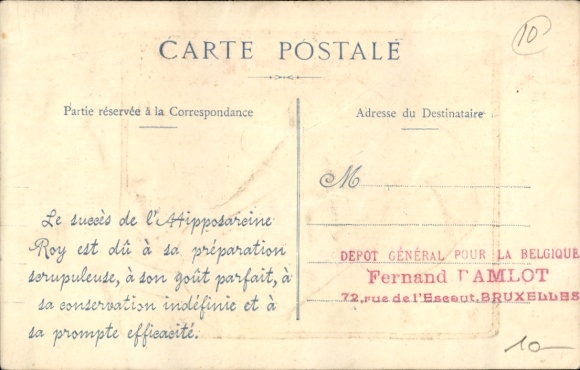 10
CARTE POSTALE
Partie réservée à la Correspondance
Adresse du Destinataire
M
Le succès de l'Hipposarcine
Roy est dû à sa préparation
scrupuleuse, à son goût parfait, à
sa conservation indéfinie et à
sa prompte efficacité.
DEPOT GÉNÉRAL POUR LA BELGIQUE
Fernand DAMLOT
72, rue de l'Escaut. BRUXELLES
10